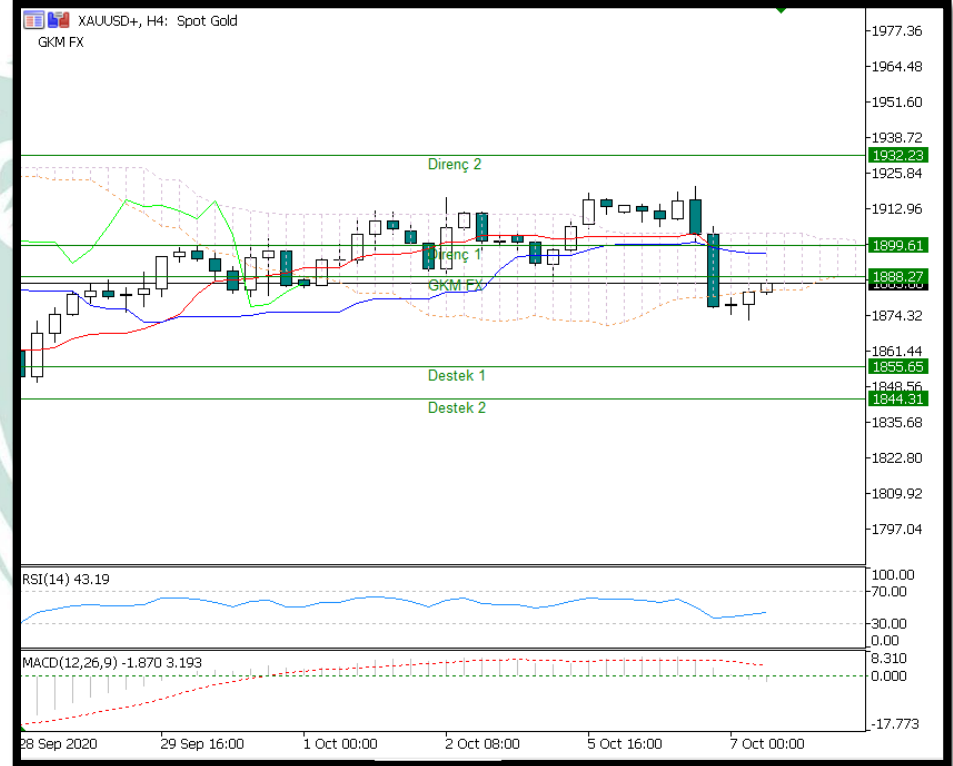 XAUUSD+, H4: Spot Gold
GKM FX
1977.36
1964.48
1951.60
1938.72
1932.23
Direnç 2
1925.84
1912.96
1899.61
Direnç 1
1888.27
GKM FX
1874.32
1861.44
1855.65
Destek 1
1848.56
1844.31
Destek 2
1835.68
1822.80
1809.92
1797.04
RSI(14) 43.19
100.00
70.00
30.00
0.00
MACD(12,26,9) -1.870 3.193
8.310
0.000
-17.773
28 Sep 2020 29 Sep 16:00 1 Oct 00:00 2 Oct 08:00 5 Oct 16:00 7 Oct 00:00